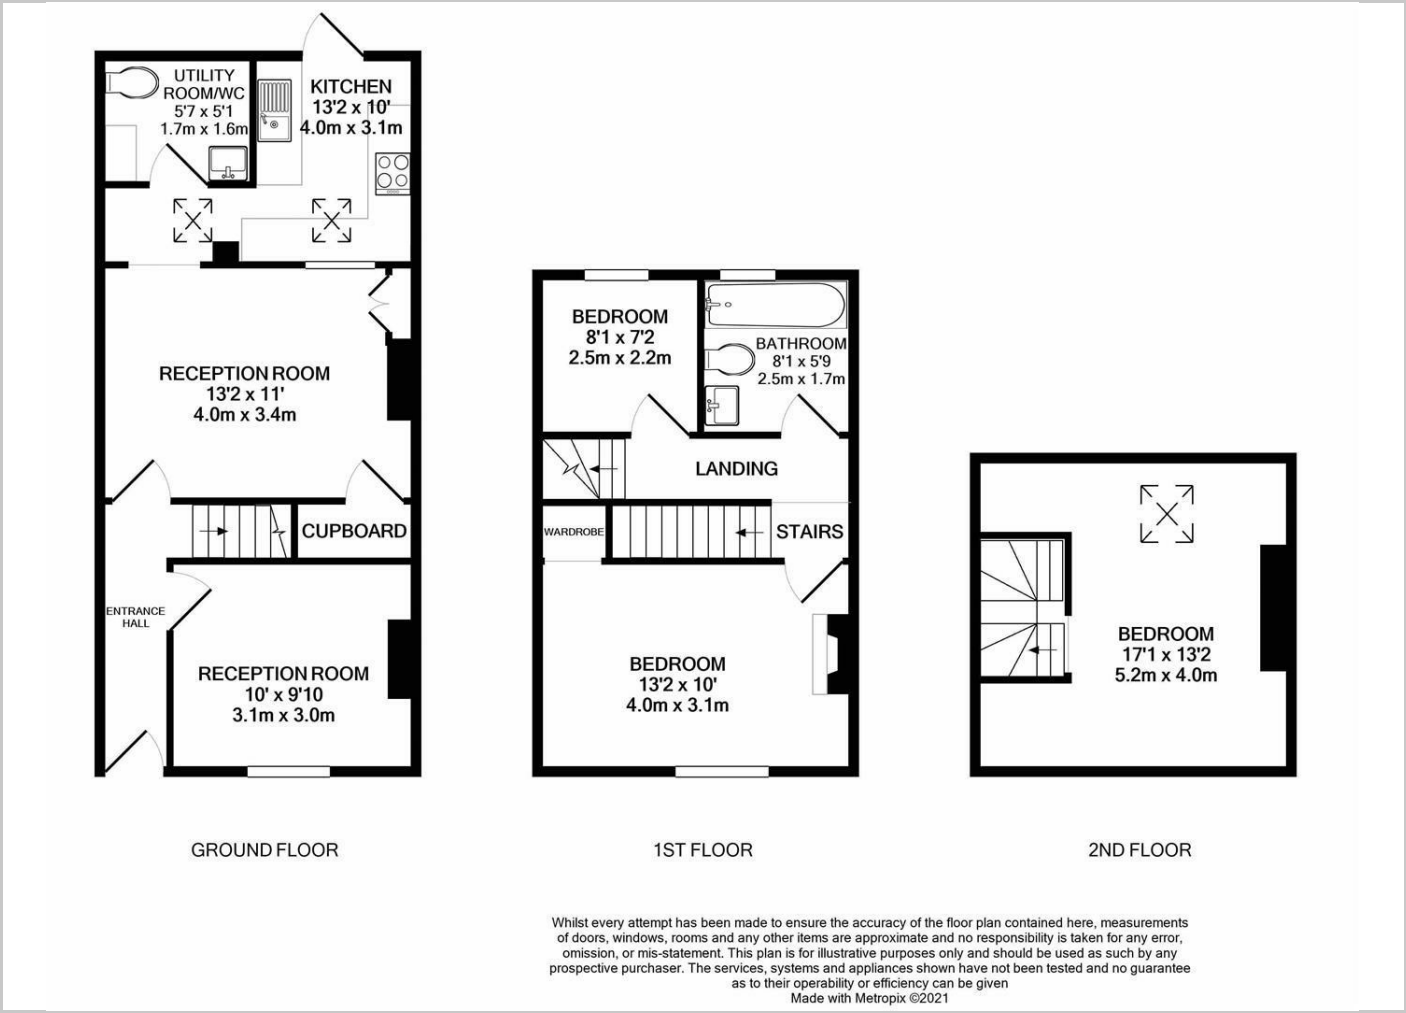 UTILITY
ROOM/WC
5'7 x 5'1
1.7m x 1.6m
KITCHEN
13'2 x 10'
4.0m x 3.1m
RECEPTION ROOM
13'2 x 11'
4.0m x 3.4m
CUPBOARD
ENTRANCE
HALL
RECEPTION ROOM
10' x 9'10
3.1m x 3.0m
GROUND FLOOR
BEDROOM
8'1 x 7'2
2.5m x 2.2m
BATHROOM
8'1 x 5'9
2.5m x 1.7m
LANDING
WARDROBE
STAIRS
BEDROOM
13'2 x 10'
4.0m x 3.1m
1ST FLOOR
BEDROOM
17'1 x 13'2
5.2m x 4.0m
2ND FLOOR
Whilst every attempt has been made to ensure the accuracy of the floor plan contained here, measurements
of doors, windows, rooms and any other items are approximate and no responsibility is taken for any error,
omission, or mis-statement. This plan is for illustrative purposes only and should be used as such by any
prospective purchaser. The services, systems and appliances shown have not been tested and no guarantee
as to their operability or efficiency can be given
Made with Metropix ©2021